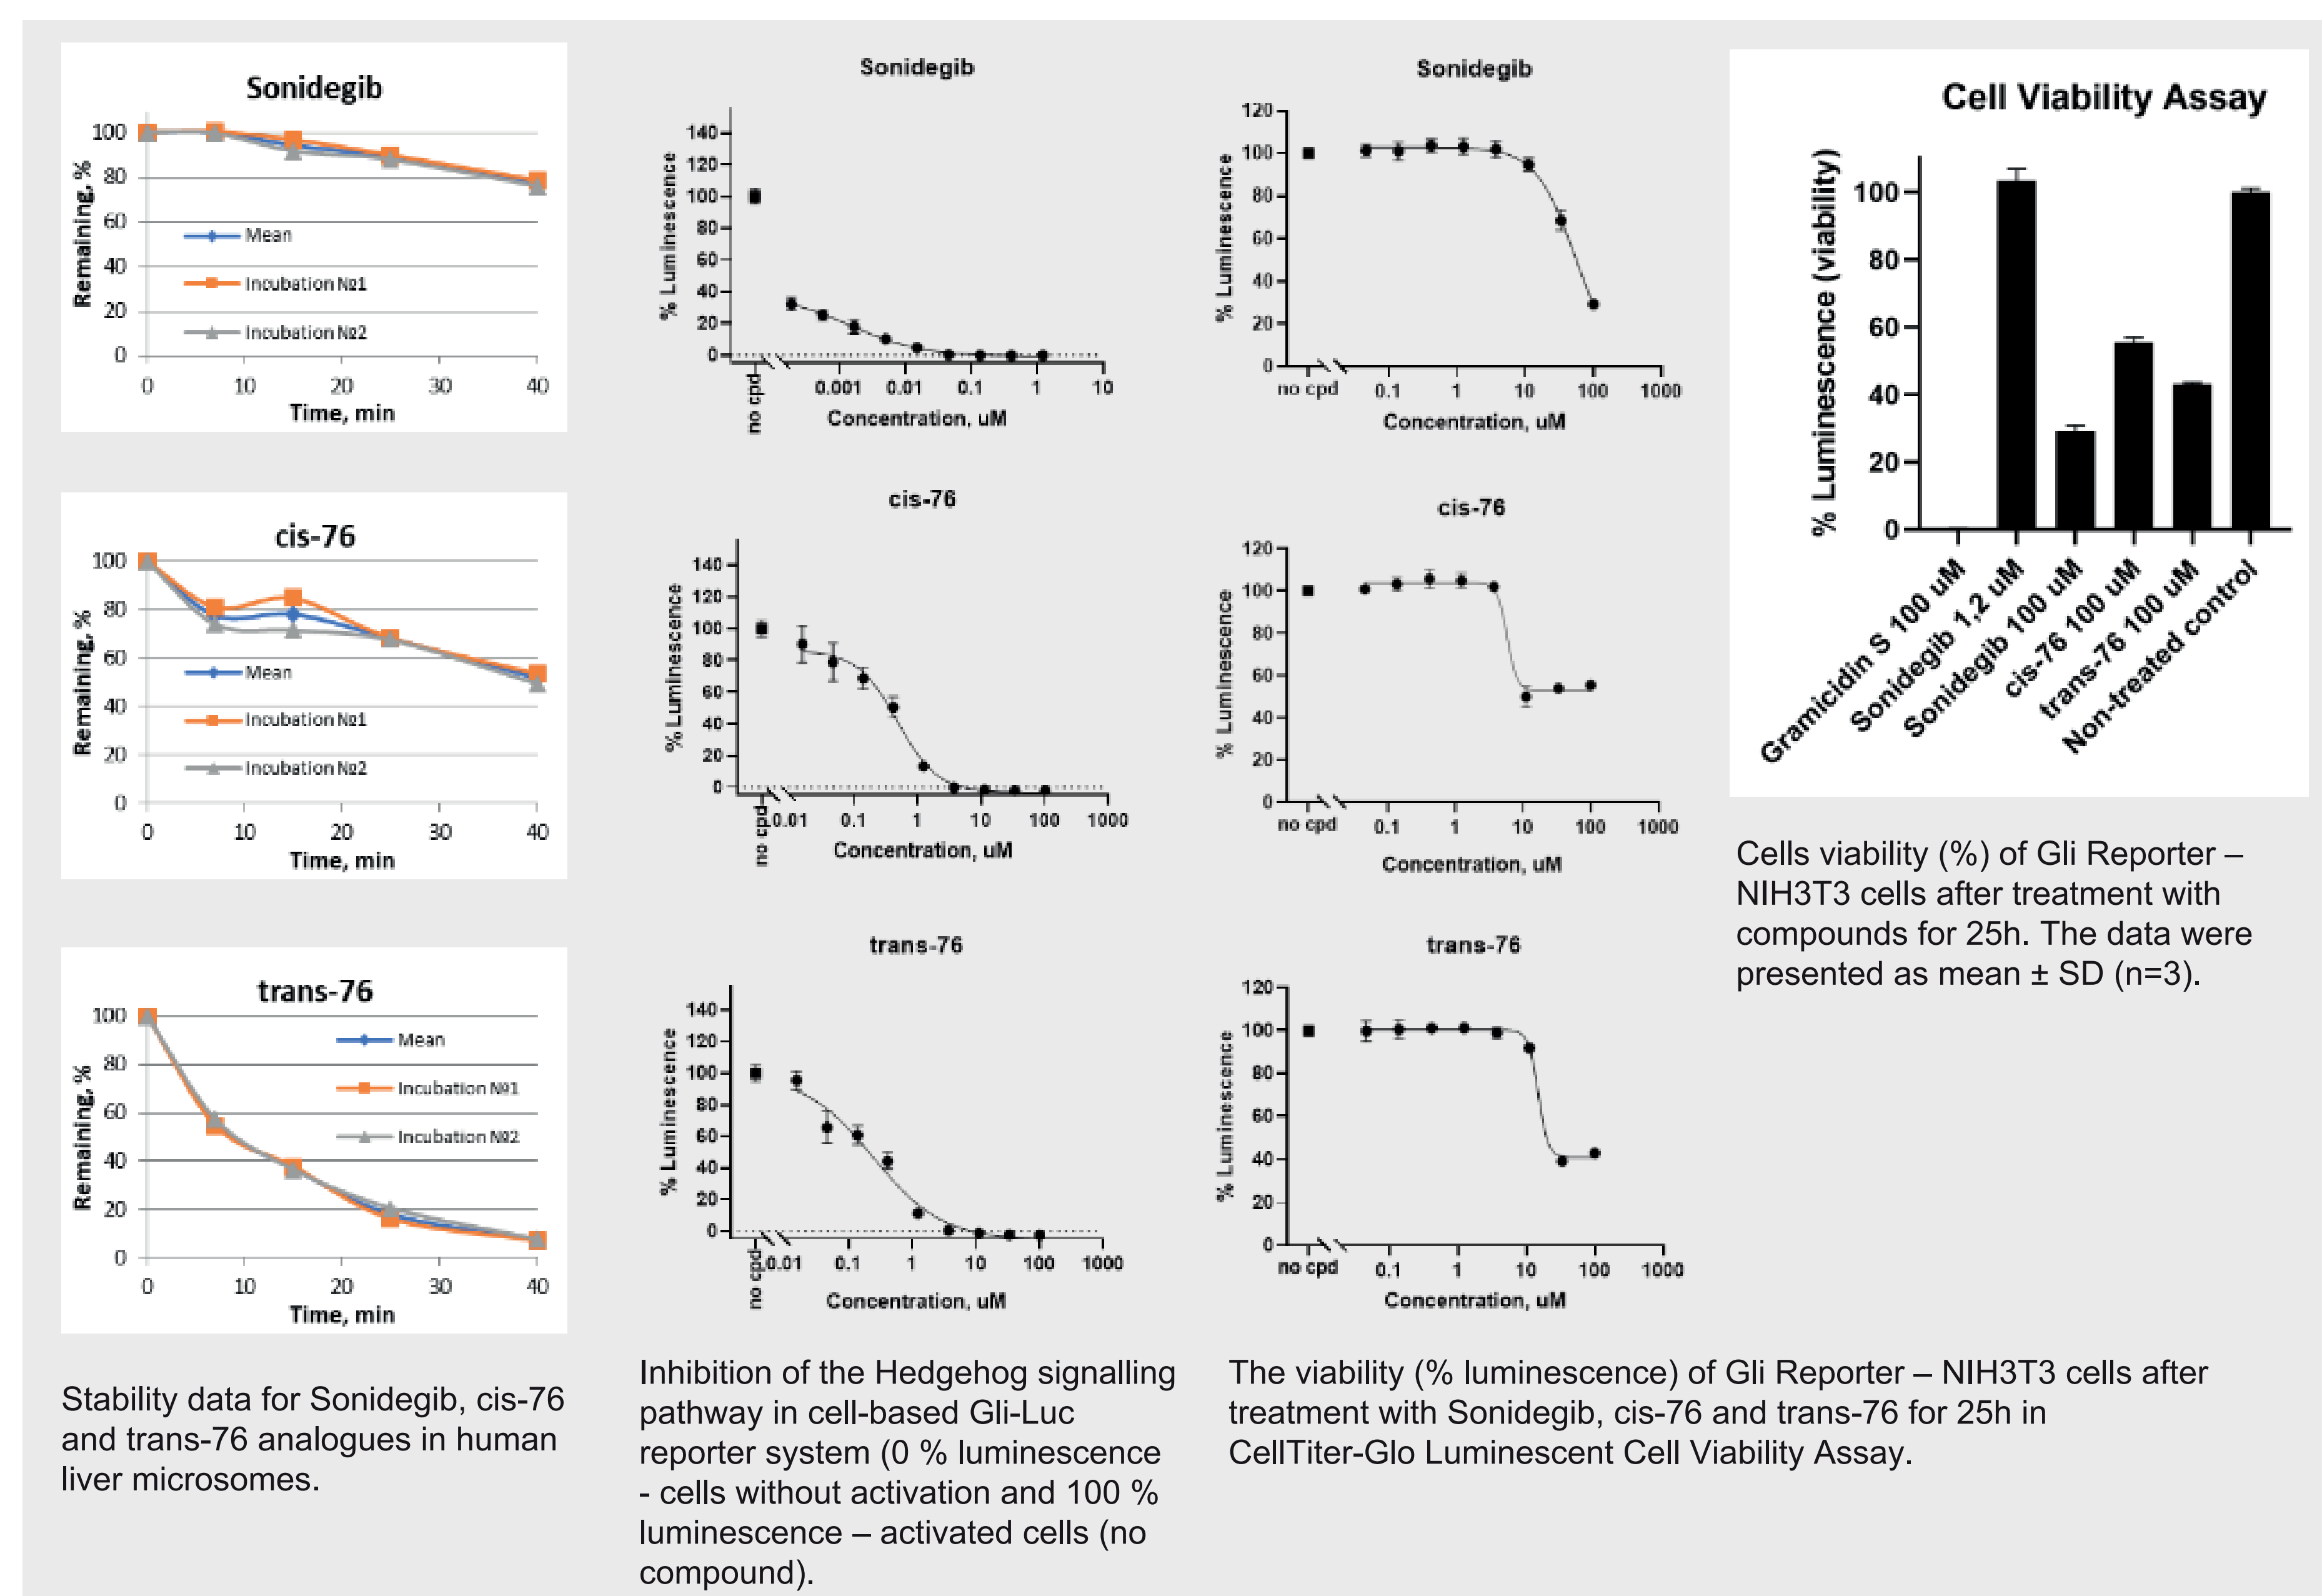 Sonidegib
100
80
60
40
20
0
Remaining, %
Mean
Incubation №1
Incubation №2
0 10 20 30 40
Time, min
cis-76
100
80
60
40
20
0
Remaining, %
Mean
Incubation №1
Incubation №2
0 10 20 30 40
Time, min
trans-76
100
80
60
40
20
0
Remaining, %
Mean
Incubation №1
Incubation №2
0 10 20 30 40
Time, min
Stability data for Sonidegib, cis-76
and trans-76 analogues in human
liver microsomes.
Sonidegib
140
120
100
80
60
40
20
0
% Luminescence
no cpd 0.001 0.01 0.1 1 10
Concentration, uM
cis-76
140
120
100
80
60
40
20
0
% Luminescence
no cpd 0.01 0.1 1 10 100 1000
Concentration, uM
trans-76
140
120
100
80
60
40
20
0
% Luminescence
no cpd 0.01 0.1 1 10 100 1000
Concentration, uM
Inhibition of the Hedgehog signalling
pathway in cell-based Gli-Luc
reporter system (0 % luminescence
- cells without activation and 100 %
luminescence – activated cells (no
compound).
Sonidegib
120
100
80
60
40
20
0
% Luminescence
no cpd 0.1 1 10 100 1000
Concentration, uM
cis-76
120
100
80
60
40
20
0
% Luminescence
no cpd 0.1 1 10 100 1000
Concentration, uM
trans-76
120
100
80
60
40
20
0
% Luminescence
no cpd 0.1 1 10 100 1000
Concentration, uM
The viability (% luminescence) of Gli Reporter – NIH3T3 cells after
treatment with Sonidegib, cis-76 and trans-76 for 25h in
CellTiter-Glo Luminescent Cell Viability Assay.
Cell Viability Assay
100
80
60
40
20
0
% Luminescence (viability)
Gramicidin S 100 uM
Sonidegib 1,2 uM
Sonidegib 100 uM
cis-76 100 uM
trans-76 100 uM
Non-treated control
Cells viability (%) of Gli Reporter –
NIH3T3 cells after treatment with
compounds for 25h. The data were
presented as mean ± SD (n=3).